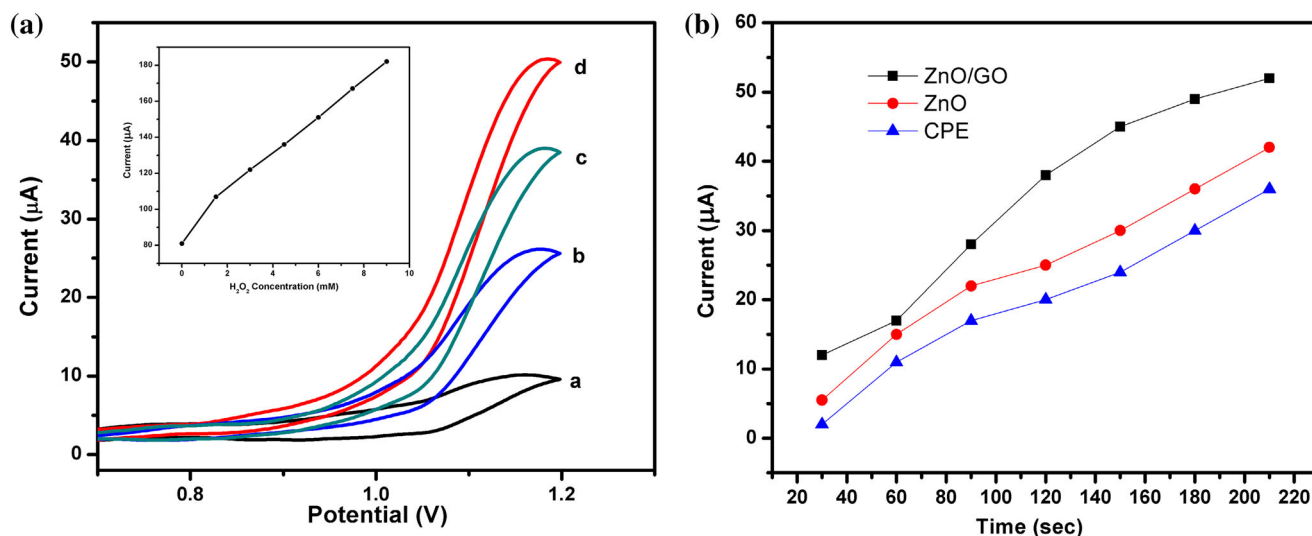 (a)
50
40
30
20
10
0
Current (μA)
0.8
1.0
1.2
Potential (V)
a
b
c
d
180
160
140
120
100
80
Current (μA)
0
2
4
6
8
10
H₂O₂ Concentration (mM)
(b)
60
50
40
30
20
10
0
Current (μA)
ZnO/GO
ZnO
CPE
20 40 60 80 100 120 140 160 180 200 220
Time (sec)